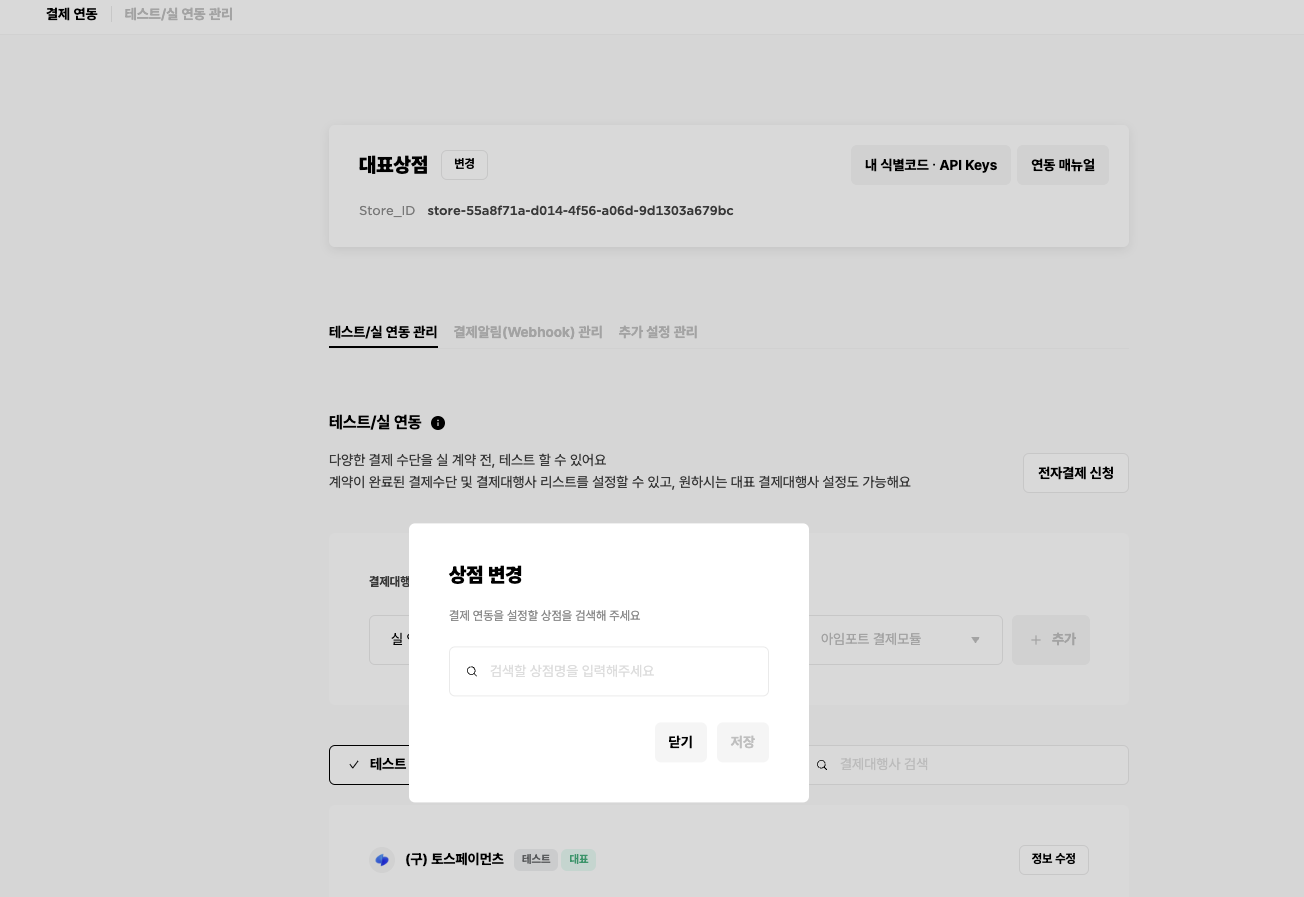 결제 연동 테스트/실 연동 관리
대표상점 변경 내 식별코드 · API Keys 연동 매뉴얼
Store_ID store-55a8f71a-d014-4f56-a06d-9d1303a679bc
테스트/실 연동 관리 결제알림(Webhook) 관리 추가 설정 관리
테스트/실 연동
다양한 결제 수단을 실 계약 전, 테스트 할 수 있어요
계약이 완료된 결제수단 및 결제대행사 리스트를 설정할 수 있고, 원하시는 대표 결제대행사 설정도 가능해요
전자결제 신청
상점 변경
결제 연동을 설정할 상점을 검색해 주세요
검색할 상점명을 입력해주세요
닫기 저장
결제대행
실 아임포트 결제모듈 + 추가
테스트 결제대행사 검색
(구) 토스페이먼츠 테스트 대표 정보 수정